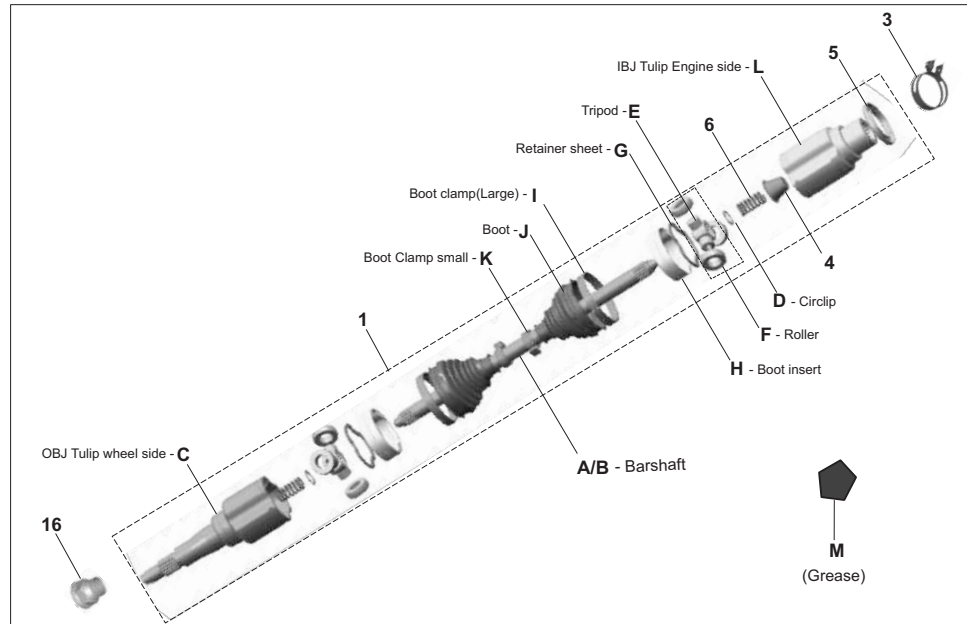 3
5
IBJ Tulip Engine side - L
Tripod - E
6
Retainer sheet - G
Boot clamp(Large) - I
Boot - J
Boot Clamp small - K
4
D - Circlip
F - Roller
H - Boot insert
1
OBJ Tulip wheel side - C
A/B - Barshaft
16
M
(Grease)